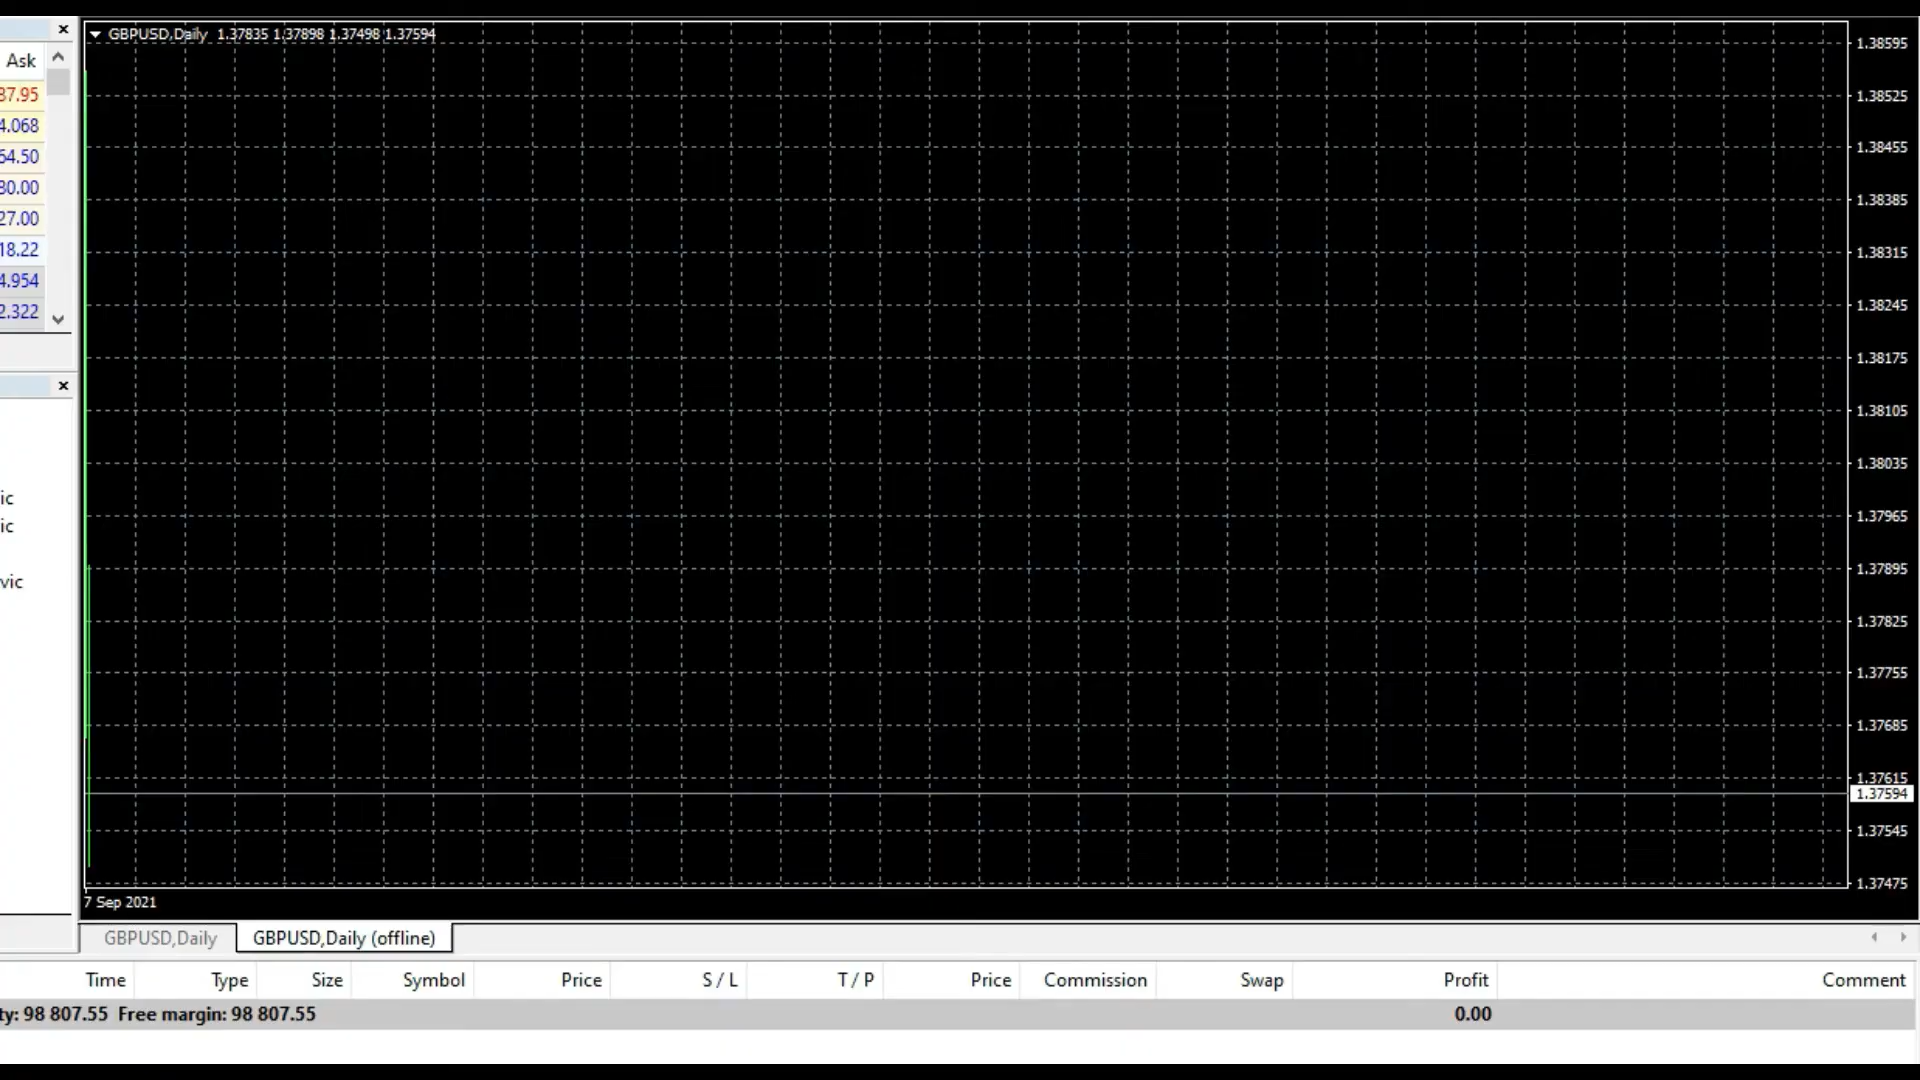 Ask
87.95
4.068
64.50
80.00
27.00
18.22
4.954
2.322
ic
ic
vic
GBPUSD,Daily 1.37835 1.37898 1.37498 1.37594
1.38595
1.38525
1.38455
1.38385
1.38315
1.38245
1.38175
1.38105
1.38035
1.37965
1.37895
1.37825
1.37755
1.37685
1.37615
1.37594
1.37545
1.37475
7 Sep 2021
GBPUSD,Daily GBPUSD,Daily (offline)
Time Type Size Symbol Price S / L T / P Price Commission Swap Profit Comment
ty: 98 807.55 Free margin: 98 807.55 0.00